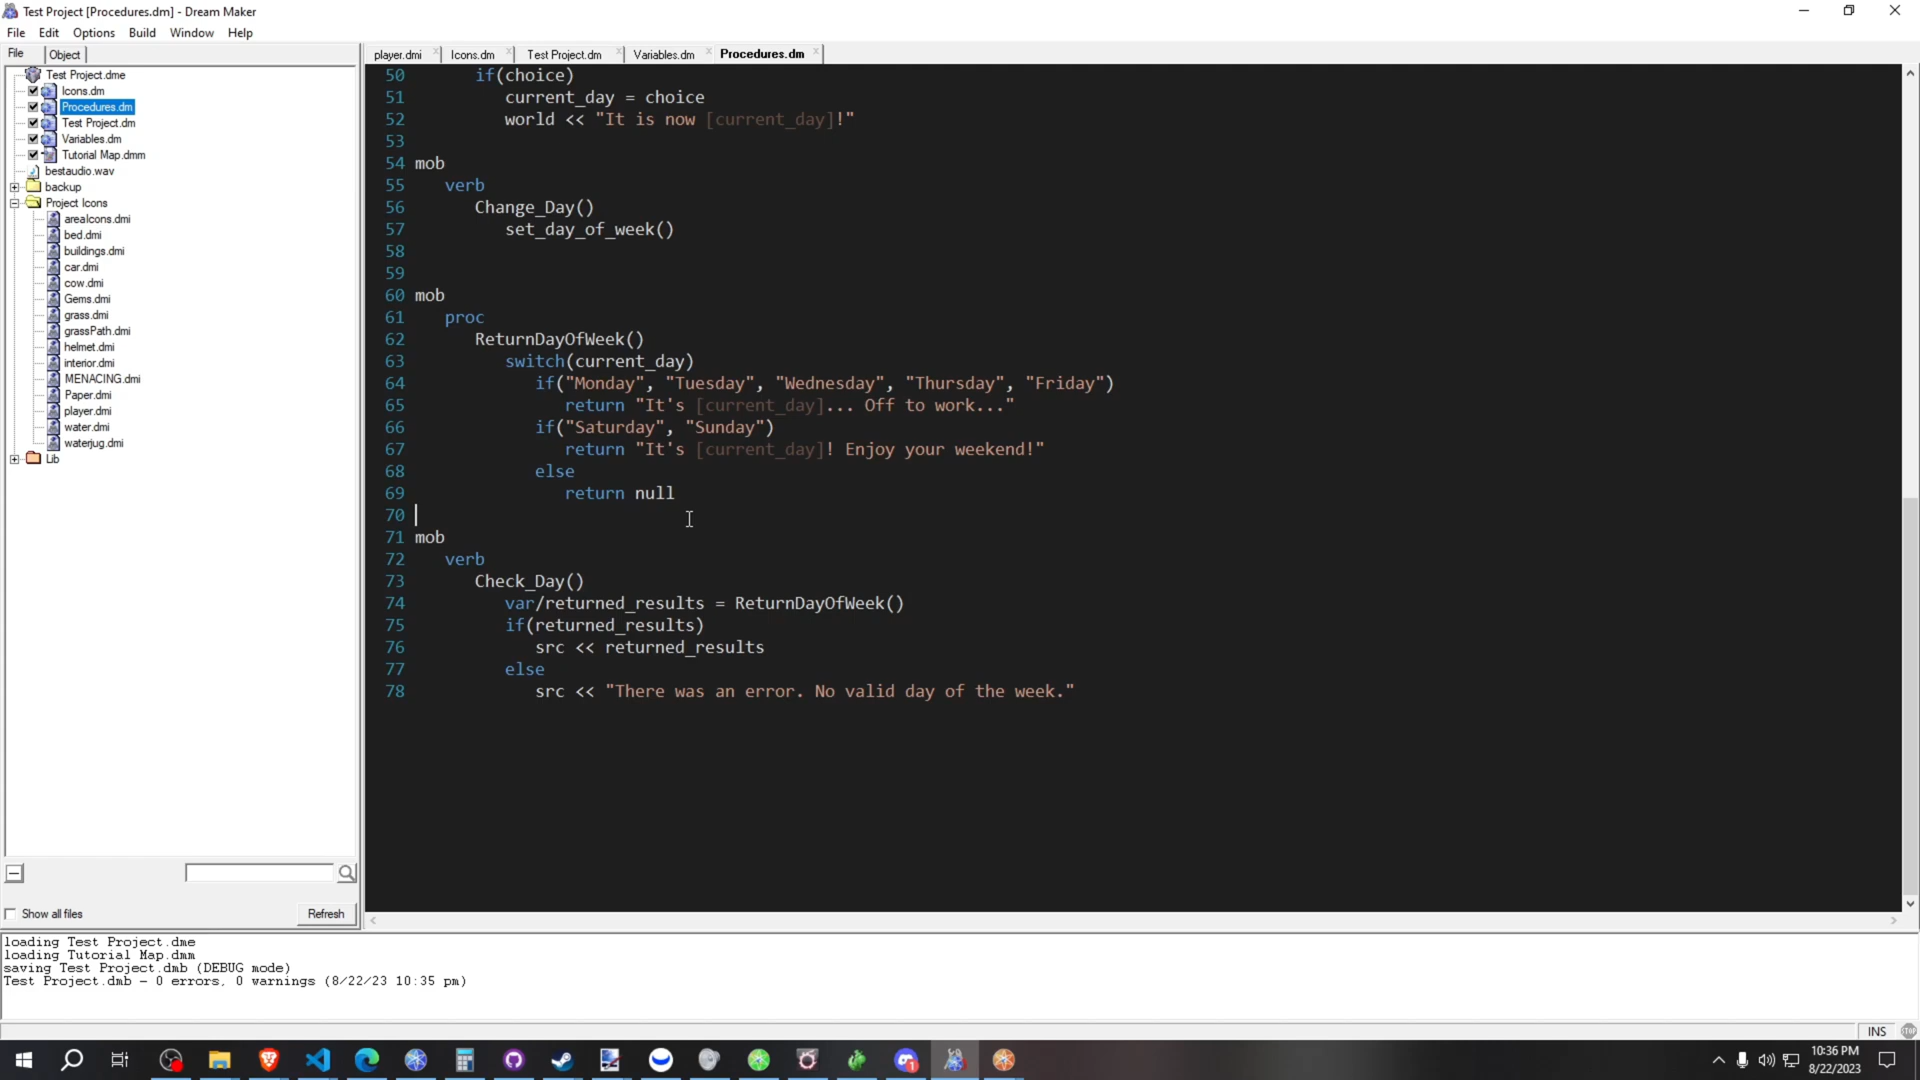 Test Project [Procedures.dm] - Dream Maker
File Edit Options Build Window Help
File Object
player.dmi Icons.dm Test Project.dm Variables.dm Procedures.dm
Test Project.dme
Icons.dm
Procedures.dm
Test Project.dm
Variables.dm
Tutorial Map.dmm
bestaudio.wav
backup
Project Icons
areaIcons.dmi
bed.dmi
buildings.dmi
car.dmi
cow.dmi
Gems.dmi
grass.dmi
grassPath.dmi
helmet.dmi
interior.dmi
MENACING.dmi
Paper.dmi
player.dmi
water.dmi
waterjug.dmi
Lib
Show all files Refresh
50 if(choice)
51 current_day = choice
52 world << "It is now [current_day]!"
53
54 mob
55 verb
56 Change_Day()
57 set_day_of_week()
58
59
60 mob
61 proc
62 ReturnDayOfWeek()
63 switch(current_day)
64 if("Monday", "Tuesday", "Wednesday", "Thursday", "Friday")
65 return "It's [current_day]... Off to work..."
66 if("Saturday", "Sunday")
67 return "It's [current_day]! Enjoy your weekend!"
68 else
69 return null
70
71 mob
72 verb
73 Check_Day()
74 var/returned_results = ReturnDayOfWeek()
75 if(returned_results)
76 src << returned_results
77 else
78 src << "There was an error. No valid day of the week."
loading Test Project.dme
loading Tutorial Map.dmm
saving Test Project.dmb (DEBUG mode)
Test Project.dmb - 0 errors, 0 warnings (8/22/23 10:35 pm)
INS
10:36 PM
8/22/2023